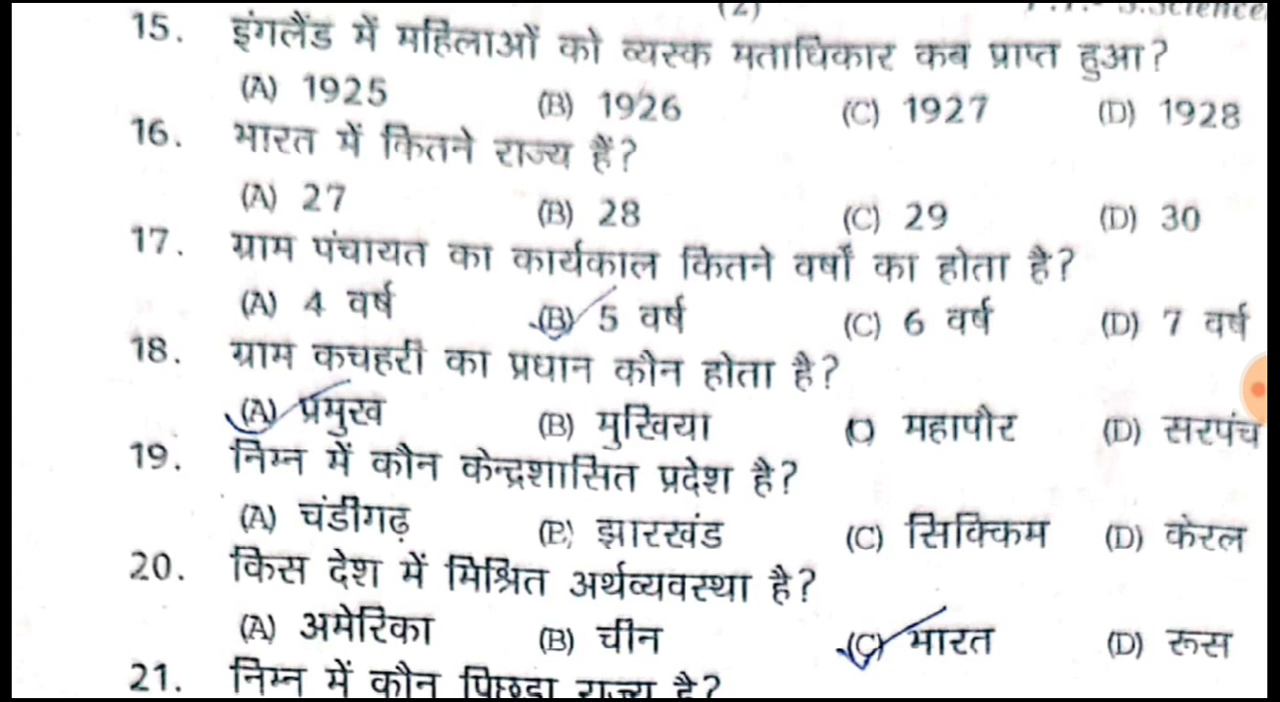 (2)
15. इंगलैंड में महिलाओं को व्यस्क मताधिकार कब प्राप्त हुआ?
(A) 1925 (B) 1926 (C) 1927 (D) 1928
16. भारत में कितने राज्य हैं?
(A) 27 (B) 28 (C) 29 (D) 30
17. ग्राम पंचायत का कार्यकाल कितने वर्षों का होता है?
(A) 4 वर्ष (B) 5 वर्ष (C) 6 वर्ष (D) 7 वर्ष
18. ग्राम कचहरी का प्रधान कौन होता है?
(A) प्रमुख (B) मुखिया (C) महापौर (D) सरपंच
19. निम्न में कौन केन्द्रशासित प्रदेश है?
(A) चंडीगढ़ (B) झारखंड (C) सिक्किम (D) केरल
20. किस देश में मिश्रित अर्थव्यवस्था है?
(A) अमेरिका (B) चीन (C) भारत (D) रूस
21. निम्न में कौन पिछड़ा राज्य है?